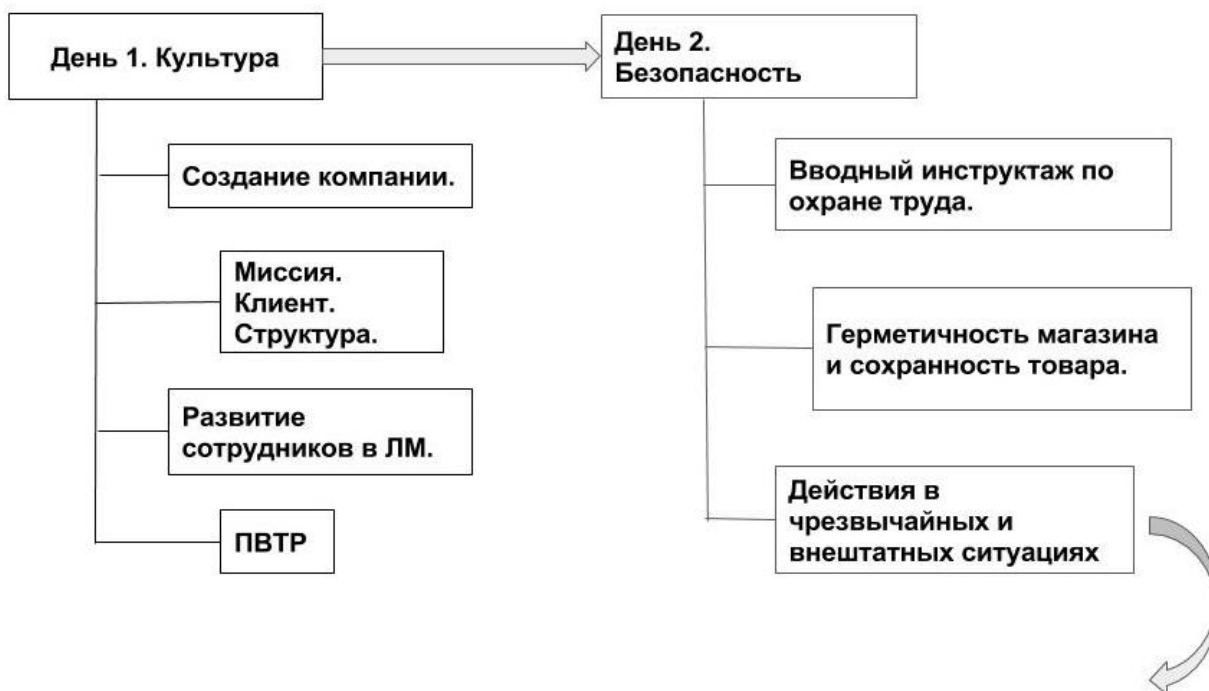 День 1. Культура
Создание компании.
Миссия.
Клиент.
Структура.
Развитие
сотрудников в ЛМ.
ПВТР
День 2.
Безопасность
Вводный инструктаж по
охране труда.
Герметичность магазина
и сохранность товара.
Действия в
чрезвычайных и
внештатных ситуациях